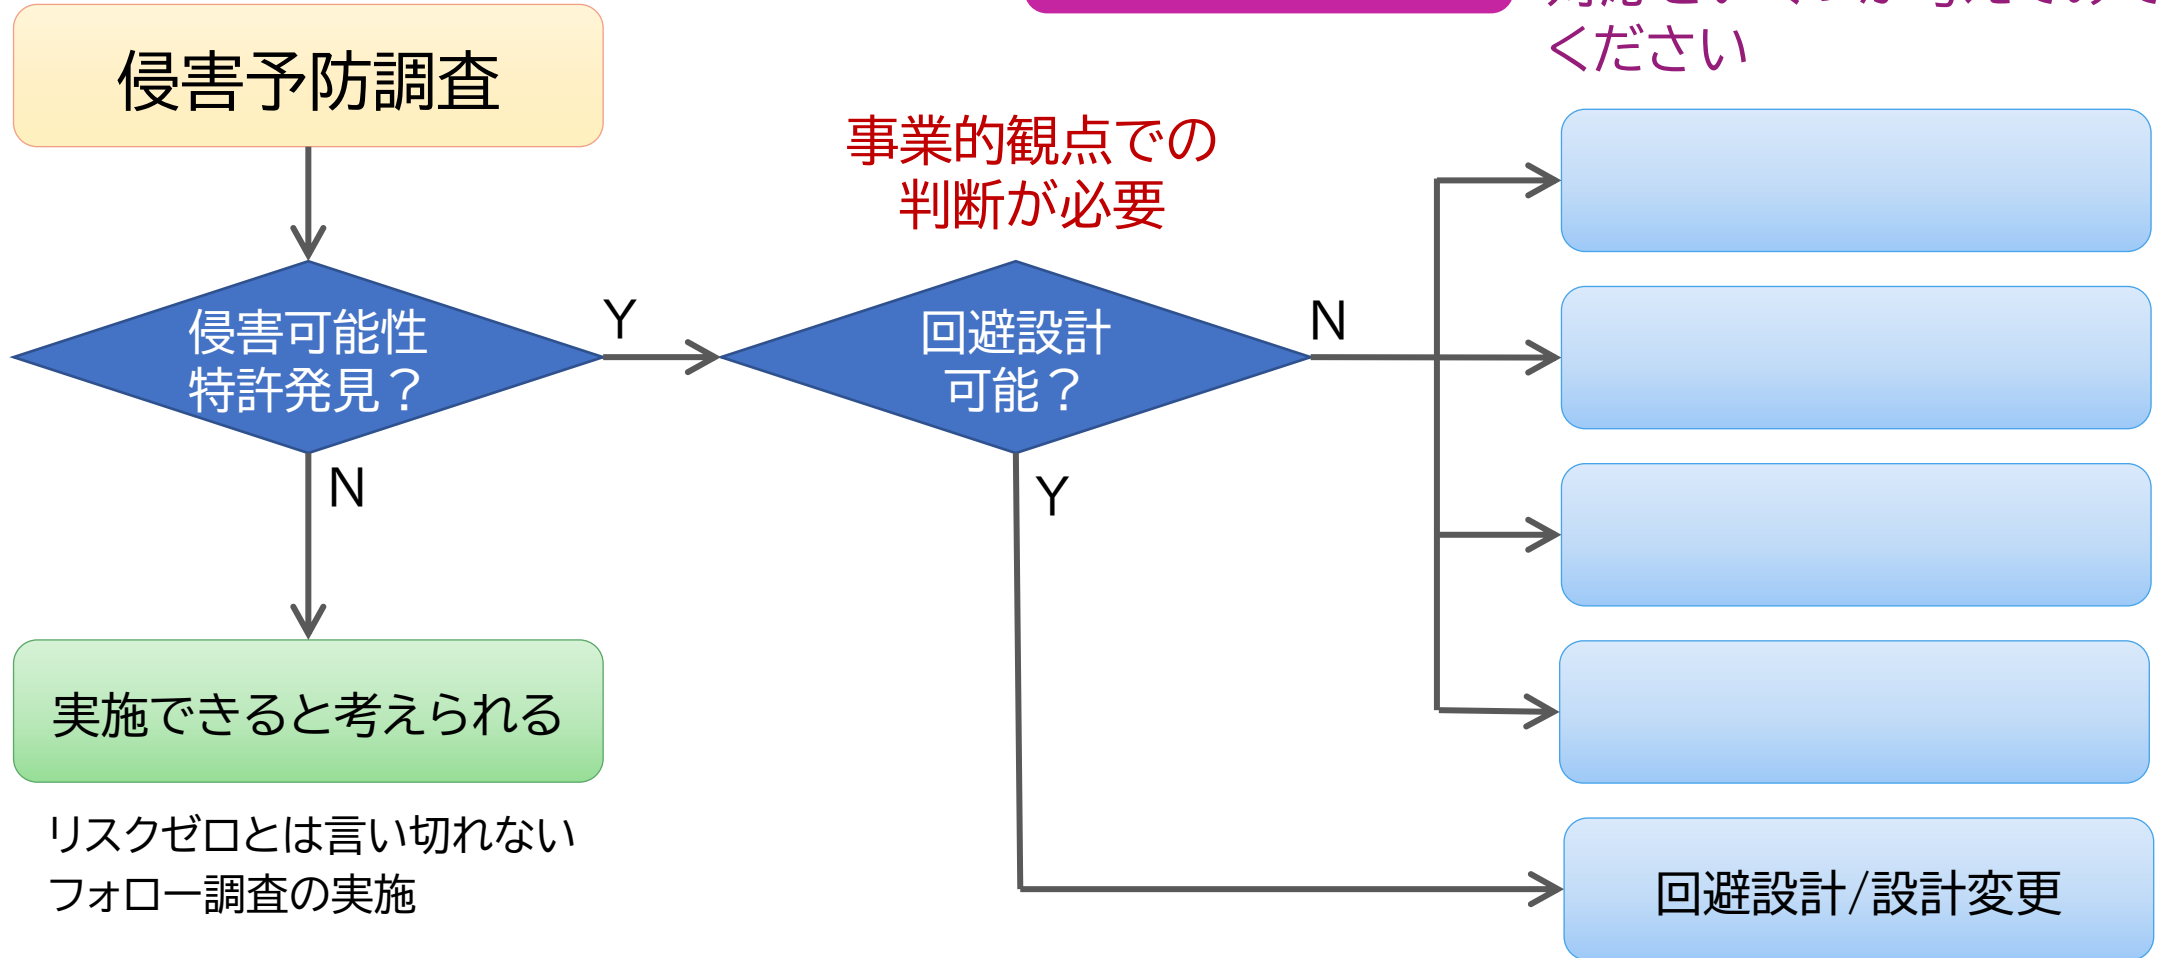 ください
侵害予防調査
事業的観点での
判断が必要
侵害可能性
特許発見？
Y
回避設計
可能？
N
N
Y
実施できると考えられる
リスクゼロとは言い切れない
フォロー調査の実施
回避設計/設計変更